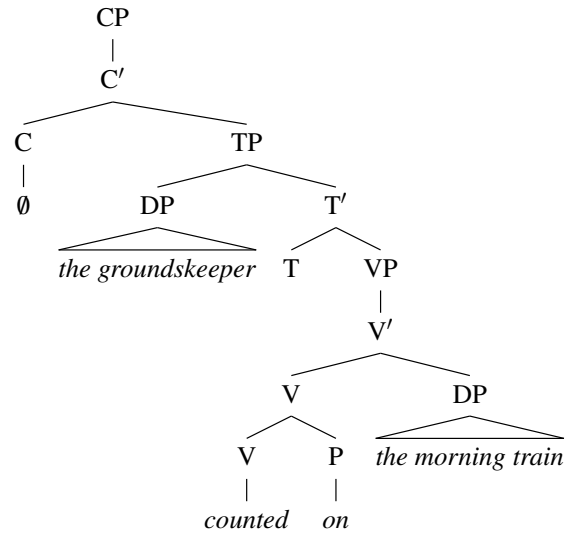 CP
C′
C TP
∅ DP T′
the groundskeeper T VP
V′
V DP
V P the morning train
counted on